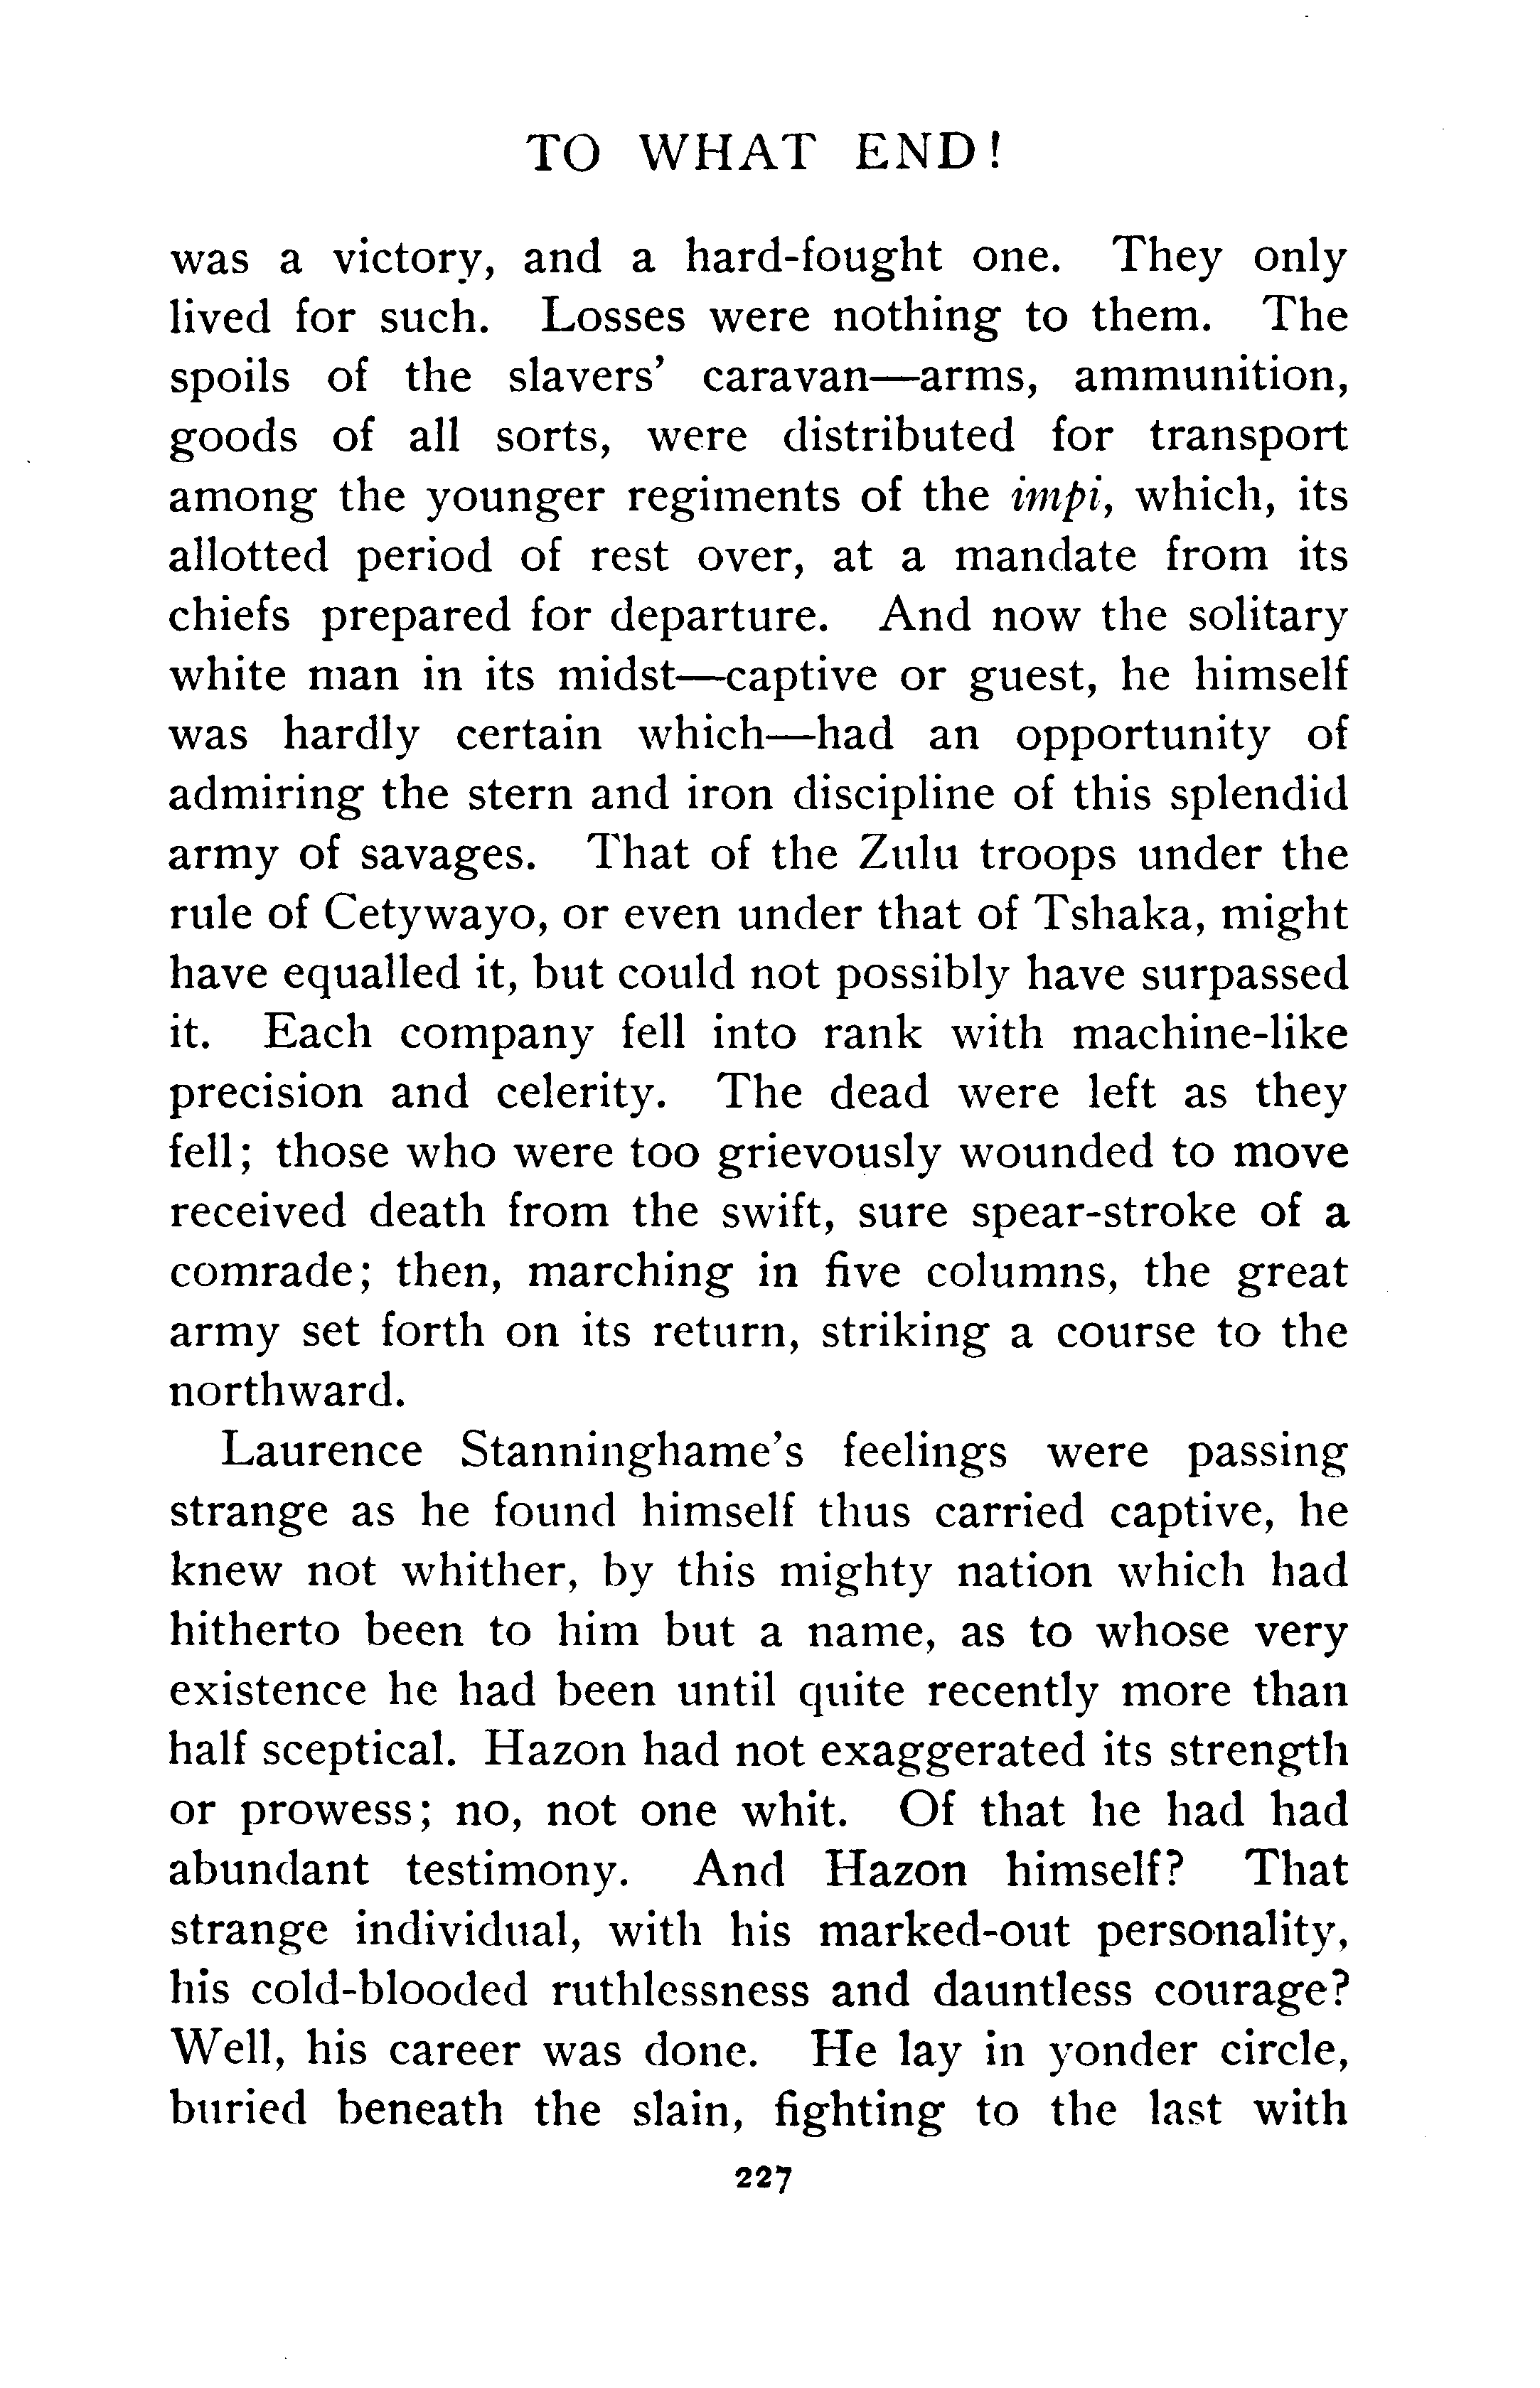 TO WHAT END!
was a victory, and a hard-fought one. They only
lived for such. Losses were nothing to them. The
spoils of the slavers' caravan—arms, ammunition,
goods of all sorts, were distributed for transport
among the younger regiments of the impi, which, its
allotted period of rest over, at a mandate from its
chiefs prepared for departure. And now the solitary
white man in its midst—captive or guest, he himself
was hardly certain which—had an opportunity of
admiring the stern and iron discipline of this splendid
army of savages. That of the Zulu troops under the
rule of Cetywayo, or even under that of Tshaka, might
have equalled it, but could not possibly have surpassed
it. Each company fell into rank with machine-like
precision and celerity. The dead were left as they
fell; those who were too grievously wounded to move
received death from the swift, sure spear-stroke of a
comrade; then, marching in five columns, the great
army set forth on its return, striking a course to the
northward.
Laurence Stanninghame's feelings were passing
strange as he found himself thus carried captive, he
knew not whither, by this mighty nation which had
hitherto been to him but a name, as to whose very
existence he had been until quite recently more than
half sceptical. Hazon had not exaggerated its strength
or prowess; no, not one whit. Of that he had had
abundant testimony. And Hazon himself? That
strange individual, with his marked-out personality,
his cold-blooded ruthlessness and dauntless courage?
Well, his career was done. He lay in yonder circle,
buried beneath the slain, fighting to the last with
227